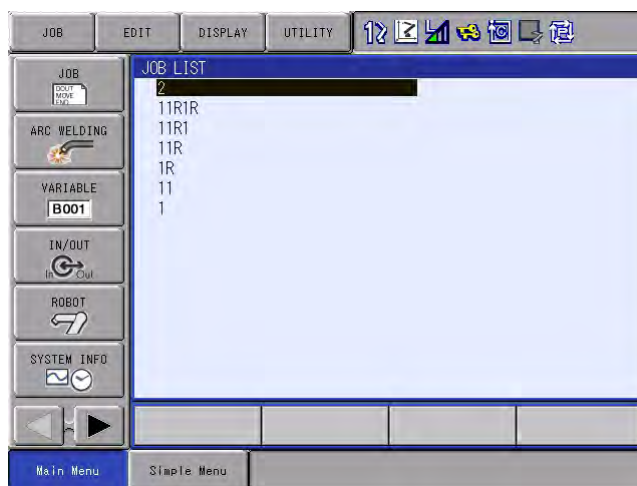 JOB EDIT DISPLAY UTILITY
JOB
DOUT
MOVE
END
JOB LIST
2
11R1R
11R1
11R
1R
11
1
ARC WELDING
VARIABLE
B001
IN/OUT
In Out
ROBOT
SYSTEM INFO
Main Menu Simple Menu